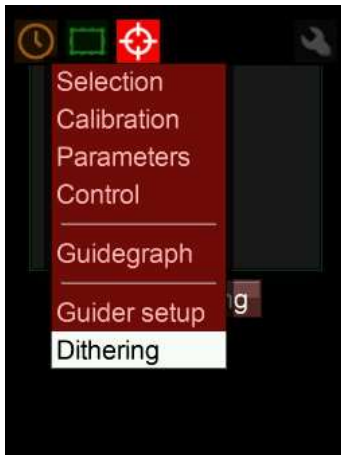 Selection
Calibration
Parameters
Control
Guidegraph
Guider setup
Dithering